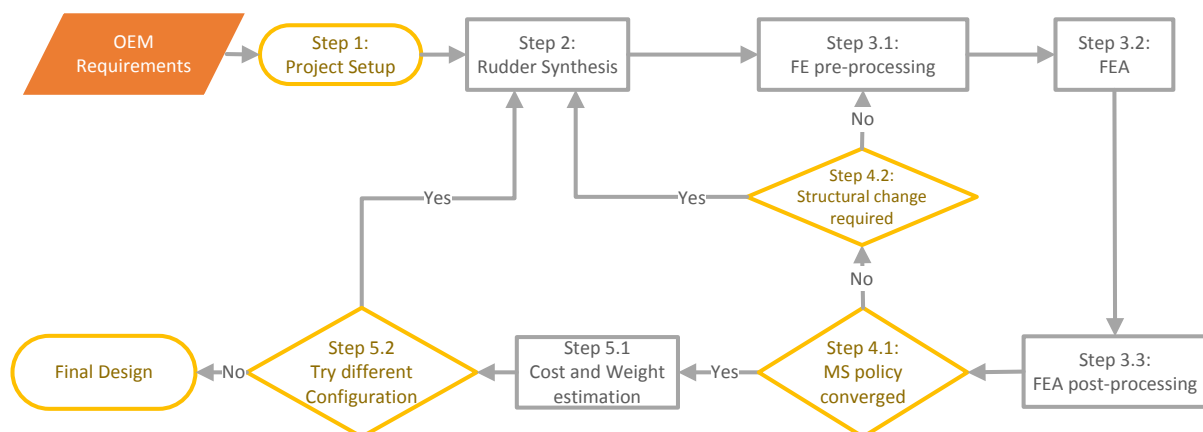 OEM
Requirements
Step 1:
Project Setup
Step 2:
Rudder Synthesis
Step 3.1:
FE pre-processing
Step 3.2:
FEA
No
Step 4.2:
Structural change
required
Yes
Yes
No
Step 4.1:
MS policy
converged
Step 3.3:
FEA post-processing
Yes
Step 5.1
Cost and Weight
estimation
Step 5.2
Try different
Configuration
No
Final Design